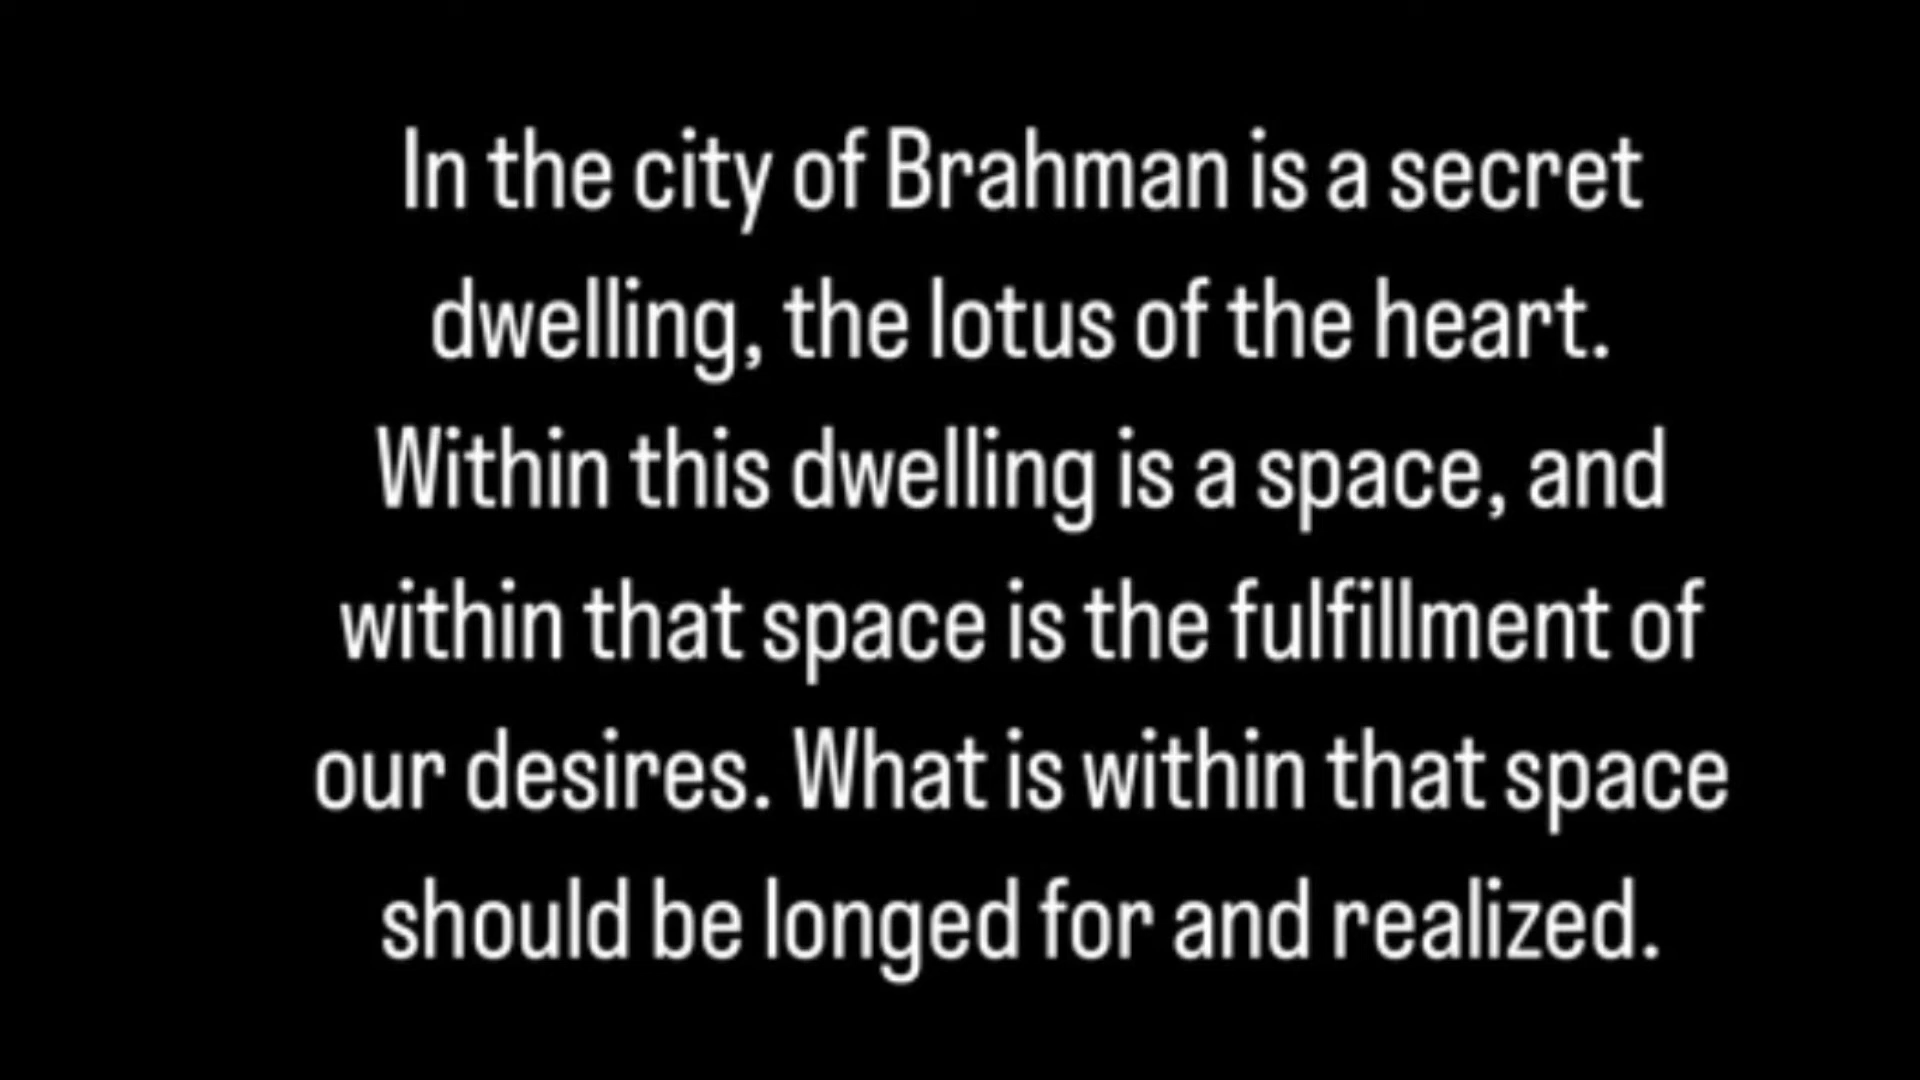 In the city of Brahman is a secret
dwelling, the lotus of the heart.
Within this dwelling is a space, and
within that space is the fulfillment of
our desires. What is within that space
should be longed for and realized.